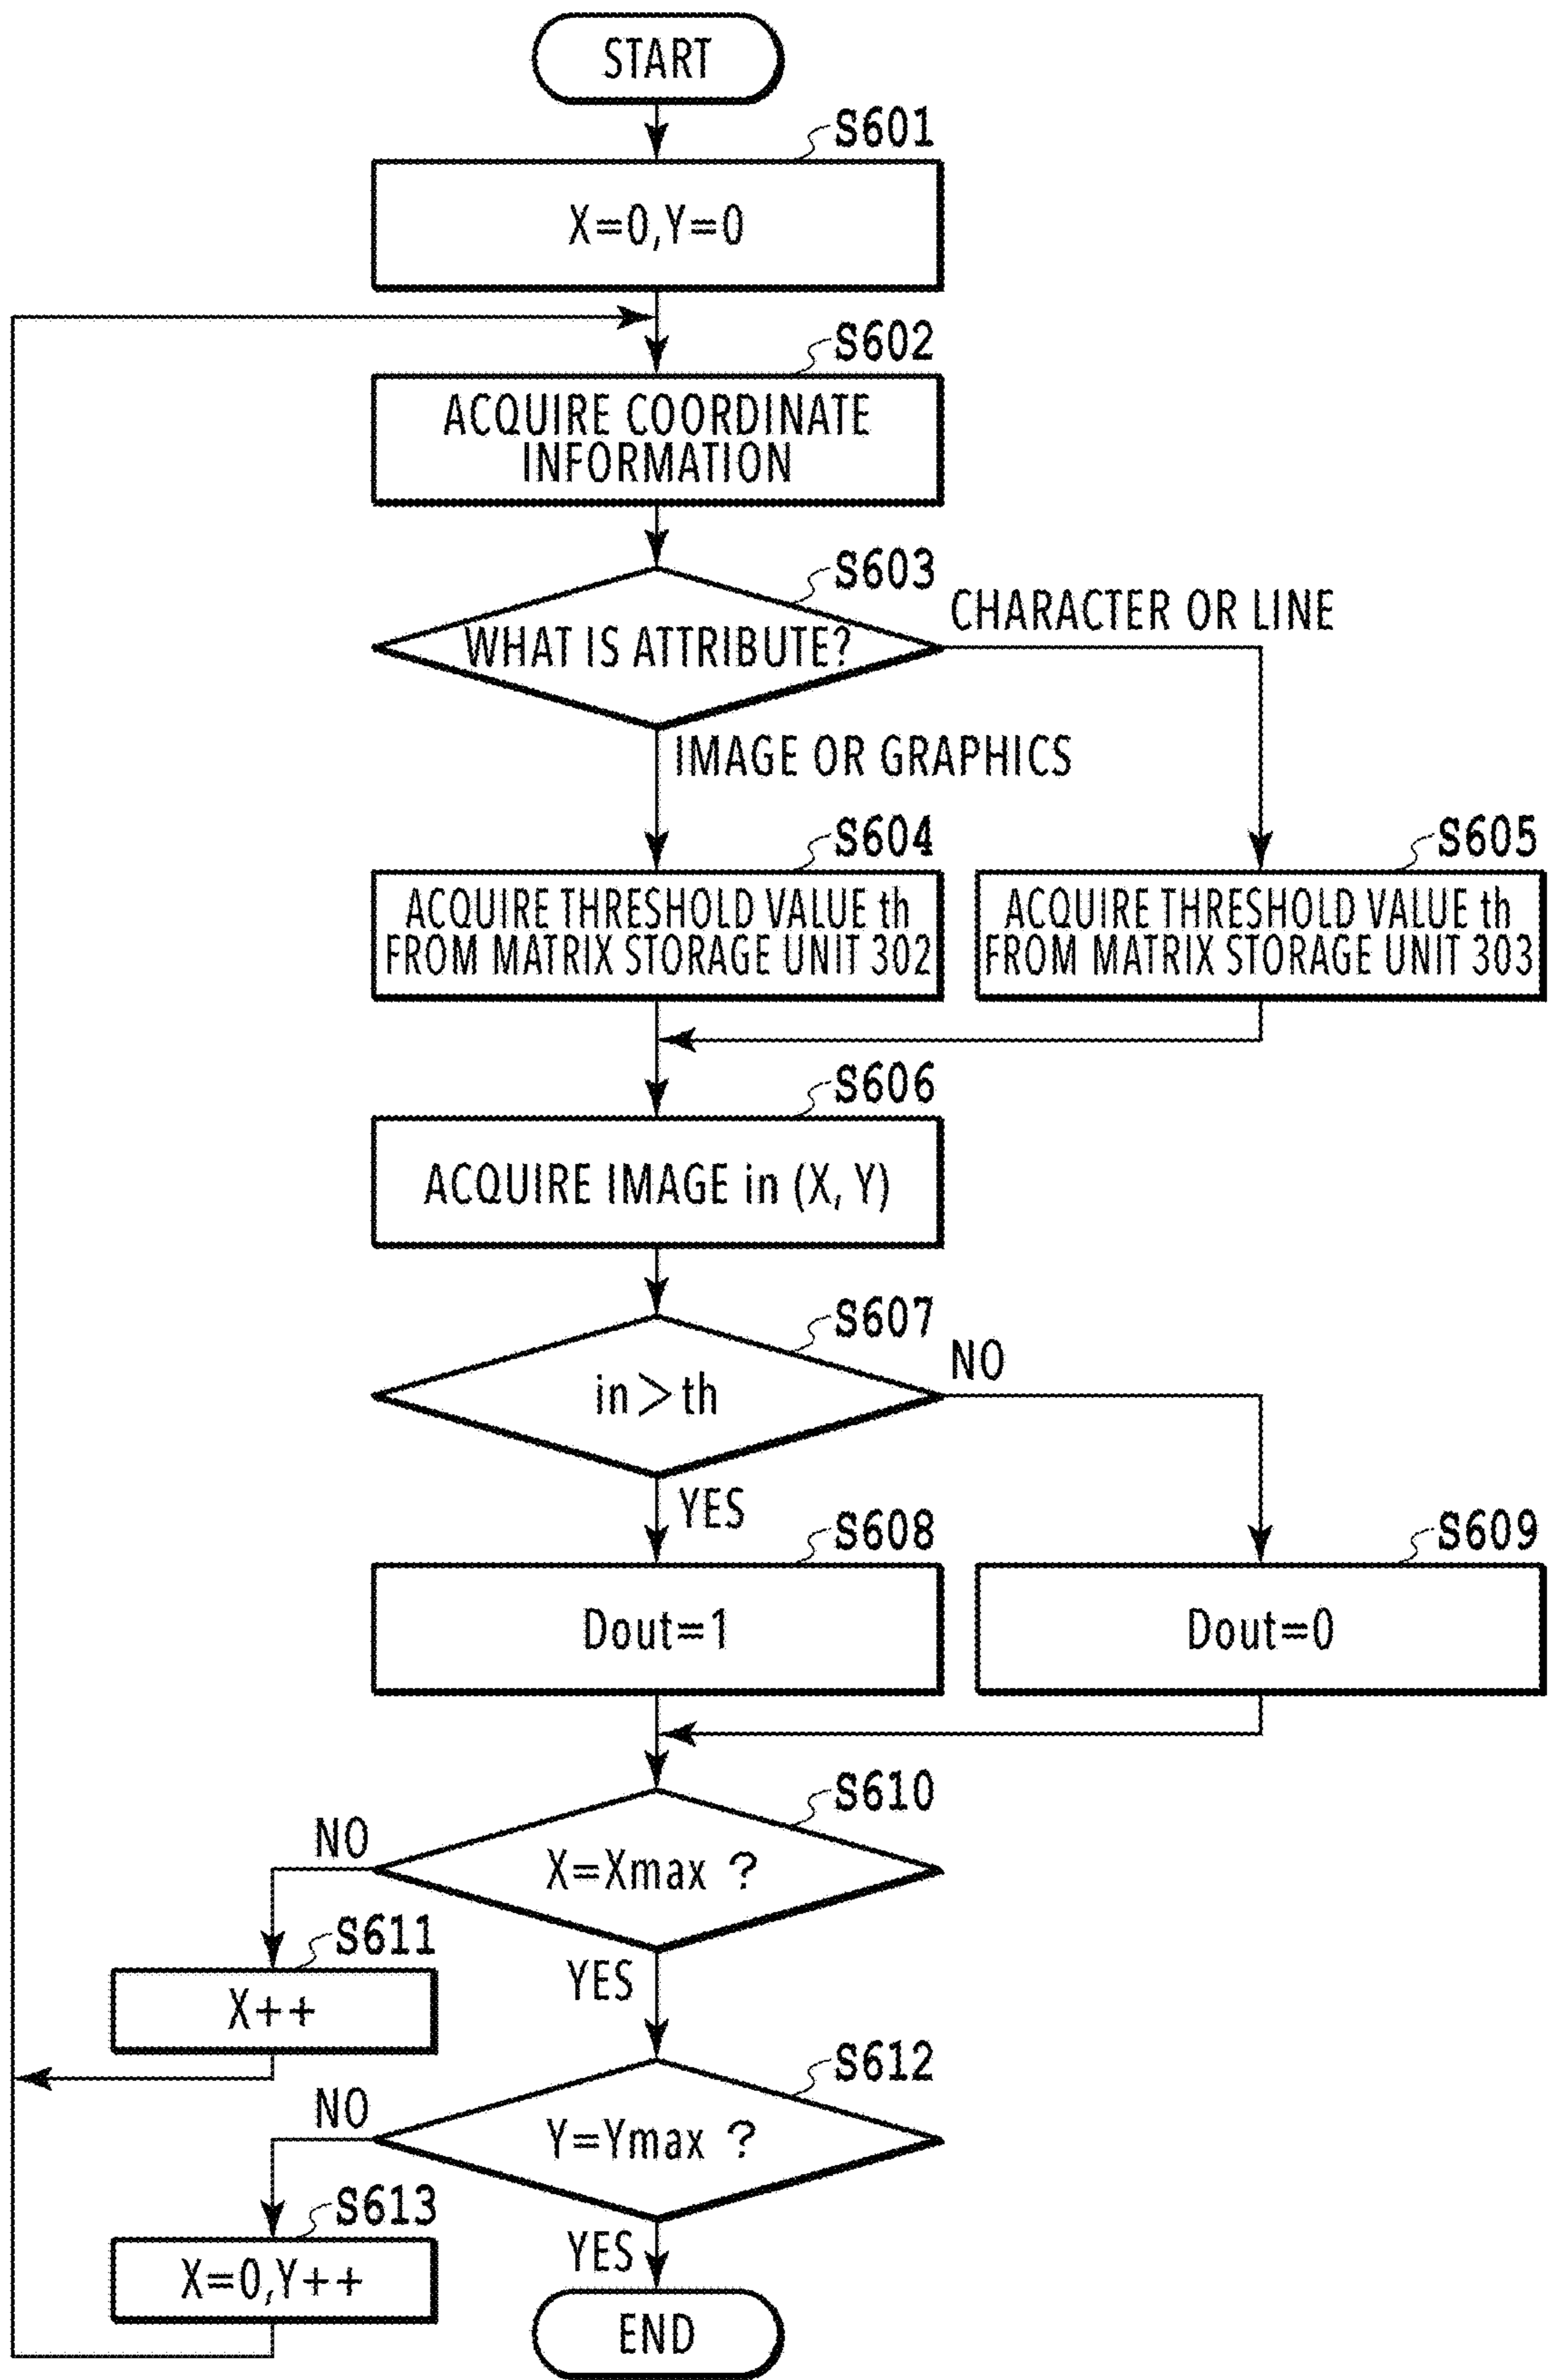 START
S601
X=0,Y=0
S602
ACQUIRE COORDINATE
INFORMATION
S603
WHAT IS ATTRIBUTE?
CHARACTER OR LINE
IMAGE OR GRAPHICS
S604
ACQUIRE THRESHOLD VALUE th
FROM MATRIX STORAGE UNIT 302
S605
ACQUIRE THRESHOLD VALUE th
FROM MATRIX STORAGE UNIT 303
S606
ACQUIRE IMAGE in (X, Y)
S607
in>th
NO
YES
S608
Dout=1
S609
Dout=0
S610
X=Xmax ?
NO
S611
X++
YES
S612
Y=Ymax ?
NO
S613
X=0,Y++
YES
END